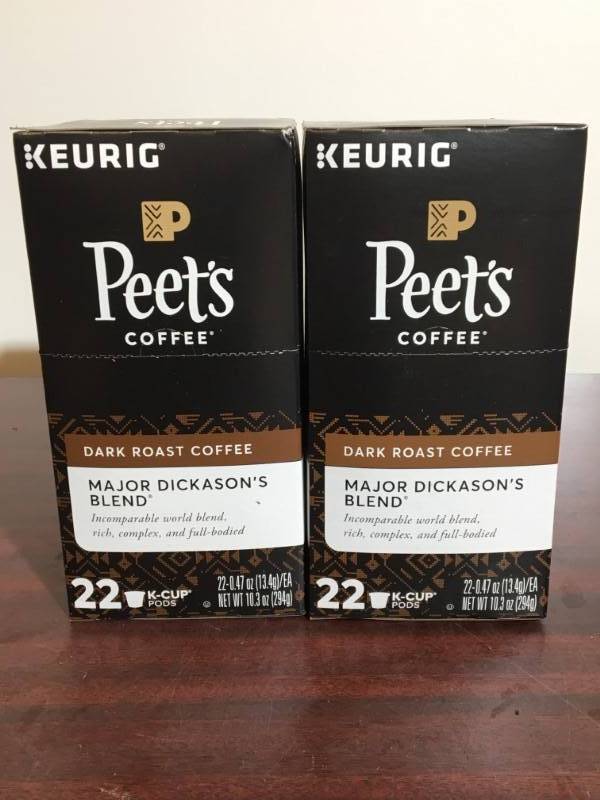 KEURIG®
P
Peet's
COFFEE®
DARK ROAST COFFEE
MAJOR DICKASON'S
BLEND®
Incomparable world blend,
rich, complex, and full-bodied
22 K-CUP®
PODS
22-0.47 oz (13.4g)/EA
NET WT 10.3 oz (294g)
KEURIG®
P
Peet's
COFFEE®
DARK ROAST COFFEE
MAJOR DICKASON'S
BLEND®
Incomparable world blend,
rich, complex, and full-bodied
22 K-CUP®
PODS
22-0.47 oz (13.4g)/EA
NET WT 10.3 oz (294g)